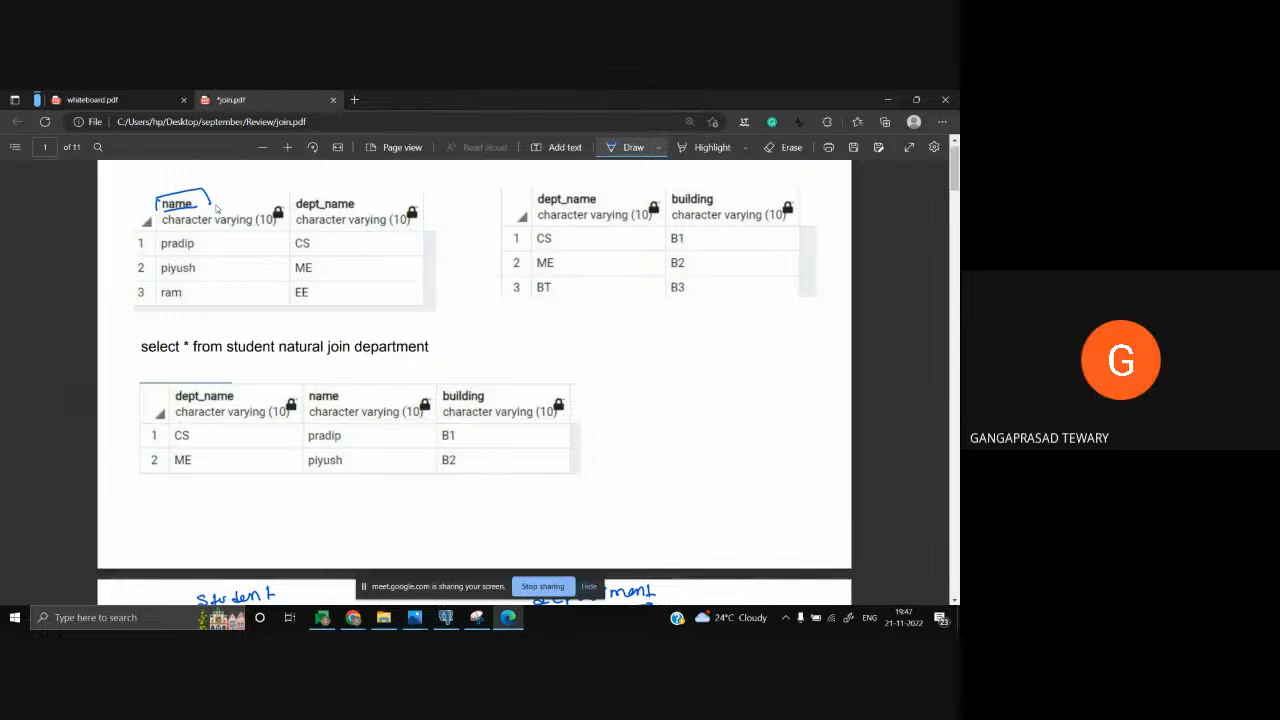 whiteboard.pdf
*join.pdf
File
C:/Users/hp/Desktop/september/Review/join.pdf
1 of 11
Page view
Read aloud
Add text
Draw
Highlight
Erase
name dept_name
character varying (10) character varying (10)
1 pradip CS
2 piyush ME
3 ram EE
dept_name building
character varying (10) character varying (10)
1 CS B1
2 ME B2
3 BT B3
select * from student natural join department
dept_name name building
character varying (10) character varying (10) character varying (10)
1 CS pradip B1
2 ME piyush B2
G
GANGAPRASAD TEWARY
Student
meet.google.com is sharing your screen.
Stop sharing
Hide
Type here to search
24°C Cloudy
ENG
19:47
21-11-2022
23